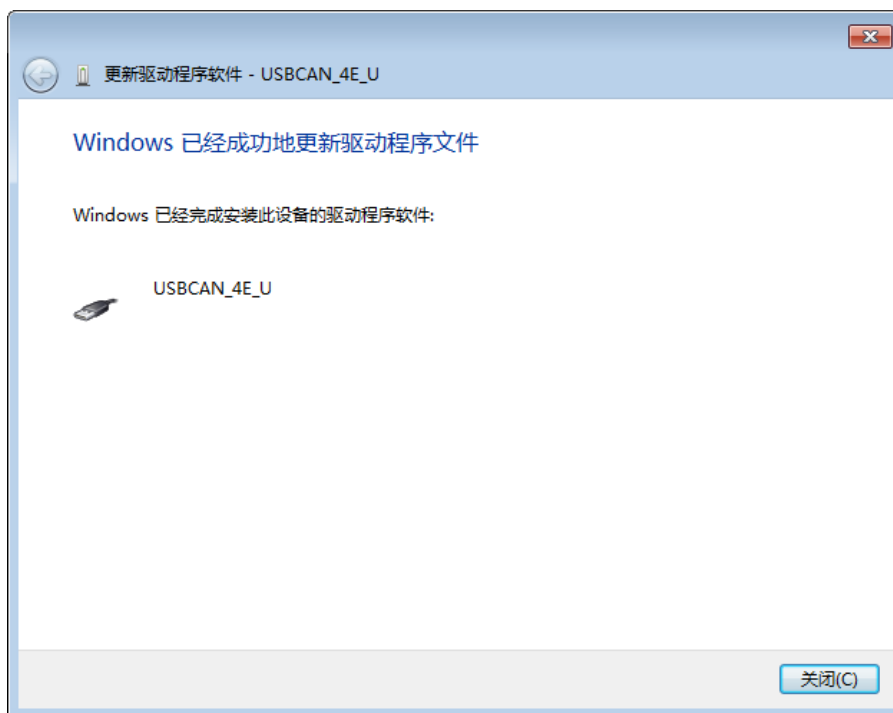 更新驱动程序软件 - USBCAN_4E_U
Windows 已经成功地更新驱动程序文件
Windows 已经完成安装此设备的驱动程序软件:
USBCAN_4E_U
关闭(C)